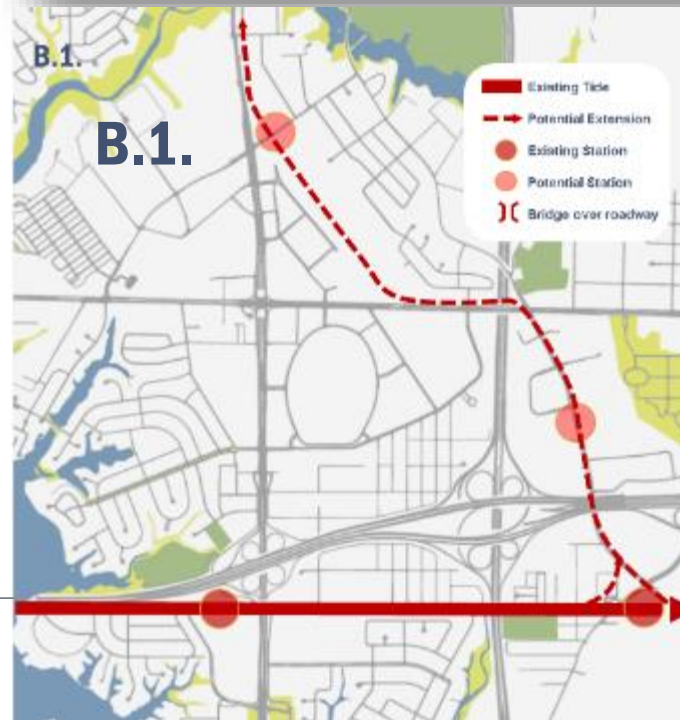 B.1.
B.1.
Existing Tide
Potential Extension
Existing Station
Potential Station
Bridge over roadway